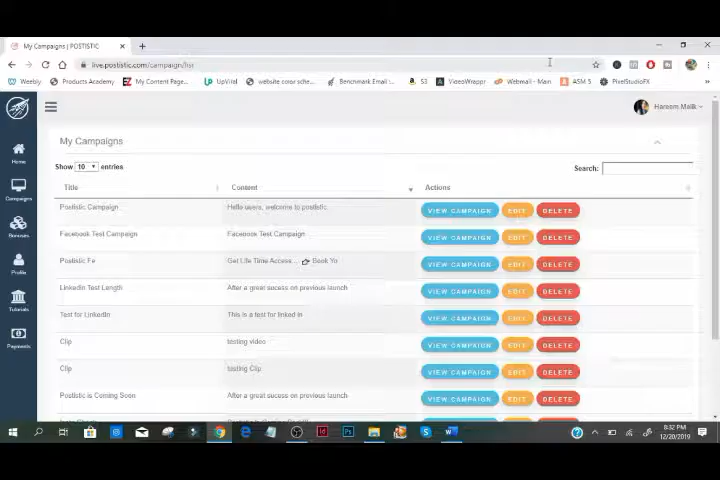 My Campaigns | POSTISTIC
live.postistic.com/campaign/list
Weebly Products Academy My Content Page... UpViral website color sche... Benchmark Email :... S3 VideoWrappr Webmail - Main ASM 5 PixelStudioFX
Hareem Malik
Home
Campaigns
Bonuses
Profile
Tutorials
Payments
My Campaigns
Show 10 entries Search:
Title Content Actions
Postistic Campaign Hello users, welcome to postistic. VIEW CAMPAIGN EDIT DELETE
Facebook Test Campaign Facebook Test Campaign VIEW CAMPAIGN EDIT DELETE
Postistic Fe Get Life Time Access ... 👉 Book Yo VIEW CAMPAIGN EDIT DELETE
LinkedIn Test Length After a great sucess on previous launch VIEW CAMPAIGN EDIT DELETE
Test for LinkedIn This is a test for linked in VIEW CAMPAIGN EDIT DELETE
Clip testing video VIEW CAMPAIGN EDIT DELETE
Clip testing Clip VIEW CAMPAIGN EDIT DELETE
Postistic is Coming Soon After a great sucess on previous launch VIEW CAMPAIGN EDIT DELETE
8:32 PM
12/20/2019